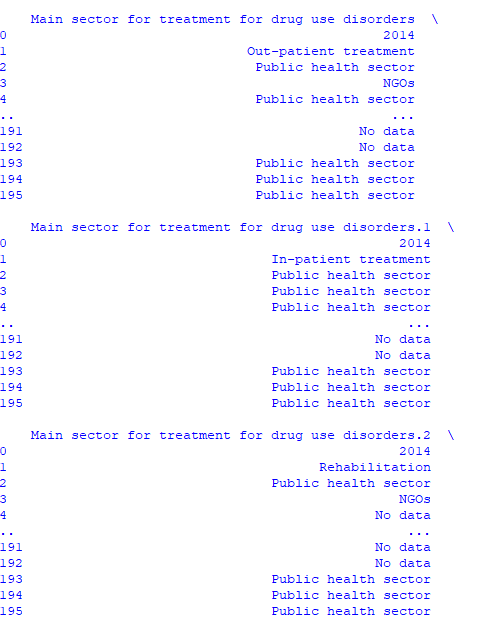 Main sector for treatment for drug use disorders \
0 2014
1 Out-patient treatment
2 Public health sector
3 NGOs
4 Public health sector
.. ...
191 No data
192 No data
193 Public health sector
194 Public health sector
195 Public health sector
Main sector for treatment for drug use disorders.1 \
0 2014
1 In-patient treatment
2 Public health sector
3 Public health sector
4 Public health sector
.. ...
191 No data
192 No data
193 Public health sector
194 Public health sector
195 Public health sector
Main sector for treatment for drug use disorders.2 \
0 2014
1 Rehabilitation
2 Public health sector
3 NGOs
4 No data
.. ...
191 No data
192 No data
193 Public health sector
194 Public health sector
195 Public health sector